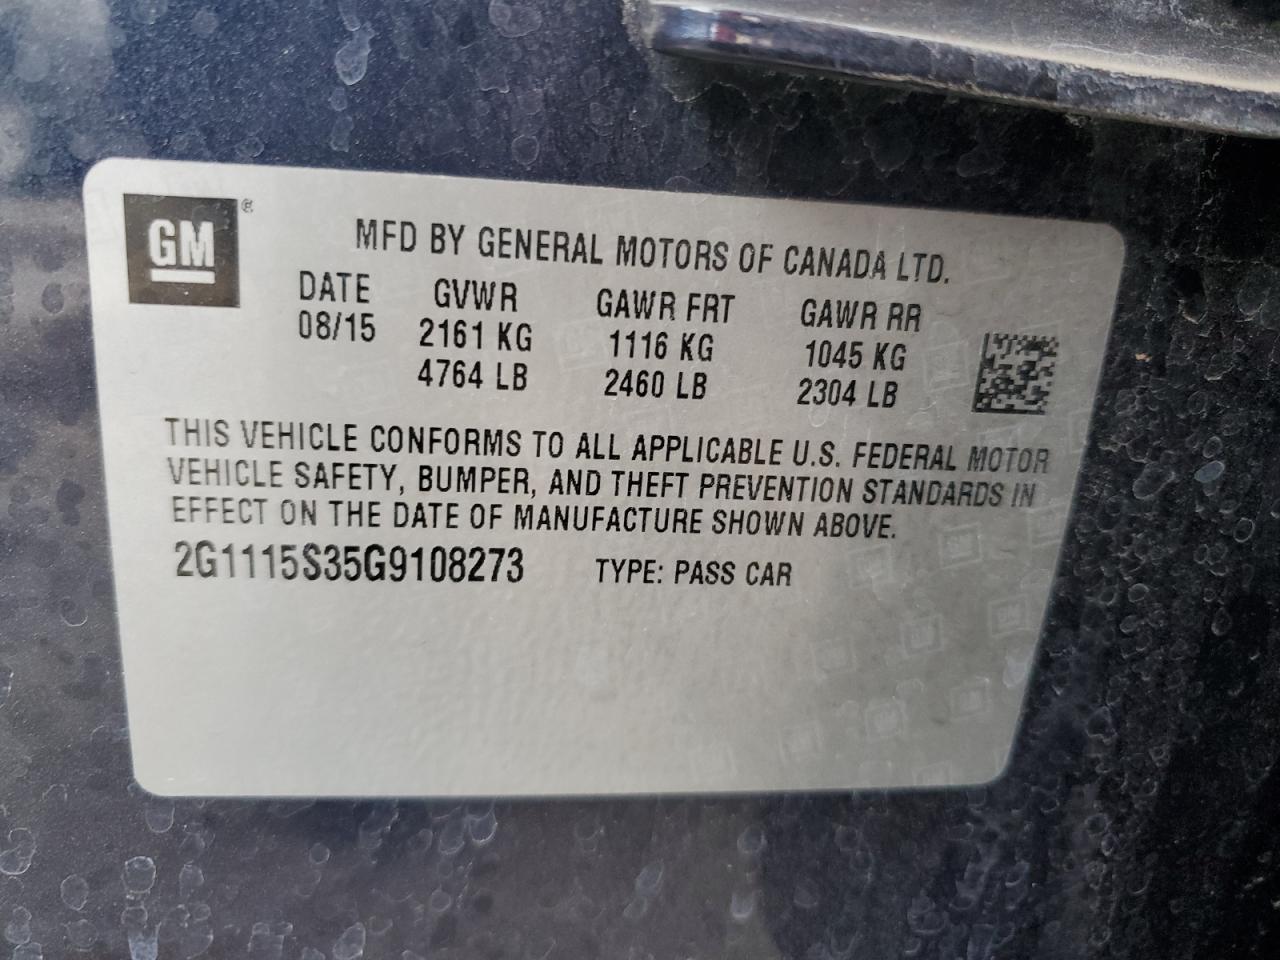 GM®
MFD BY GENERAL MOTORS OF CANADA LTD.
DATE GVWR GAWR FRT GAWR RR
08/15 2161 KG 1116 KG 1045 KG
4764 LB 2460 LB 2304 LB
THIS VEHICLE CONFORMS TO ALL APPLICABLE U.S. FEDERAL MOTOR
VEHICLE SAFETY, BUMPER, AND THEFT PREVENTION STANDARDS IN
EFFECT ON THE DATE OF MANUFACTURE SHOWN ABOVE.
2G1115S35G9108273 TYPE: PASS CAR